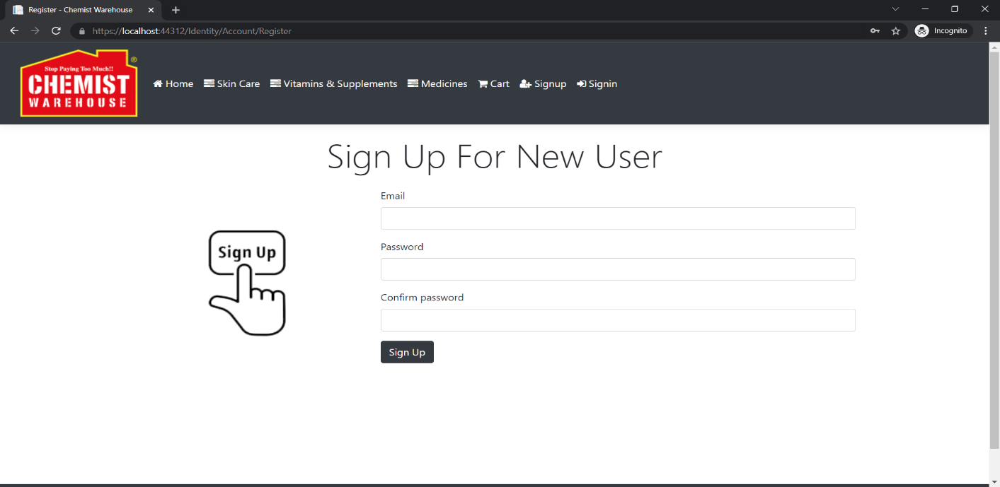 Register - Chemist Warehouse
https://localhost:44312/Identity/Account/Register
Incognito
Stop Paying Too Much!!
®
CHEMIST
WAREHOUSE
Home Skin Care Vitamins & Supplements Medicines Cart Signup Signin
Sign Up For New User
Email
Sign Up
Password
Confirm password
Sign Up